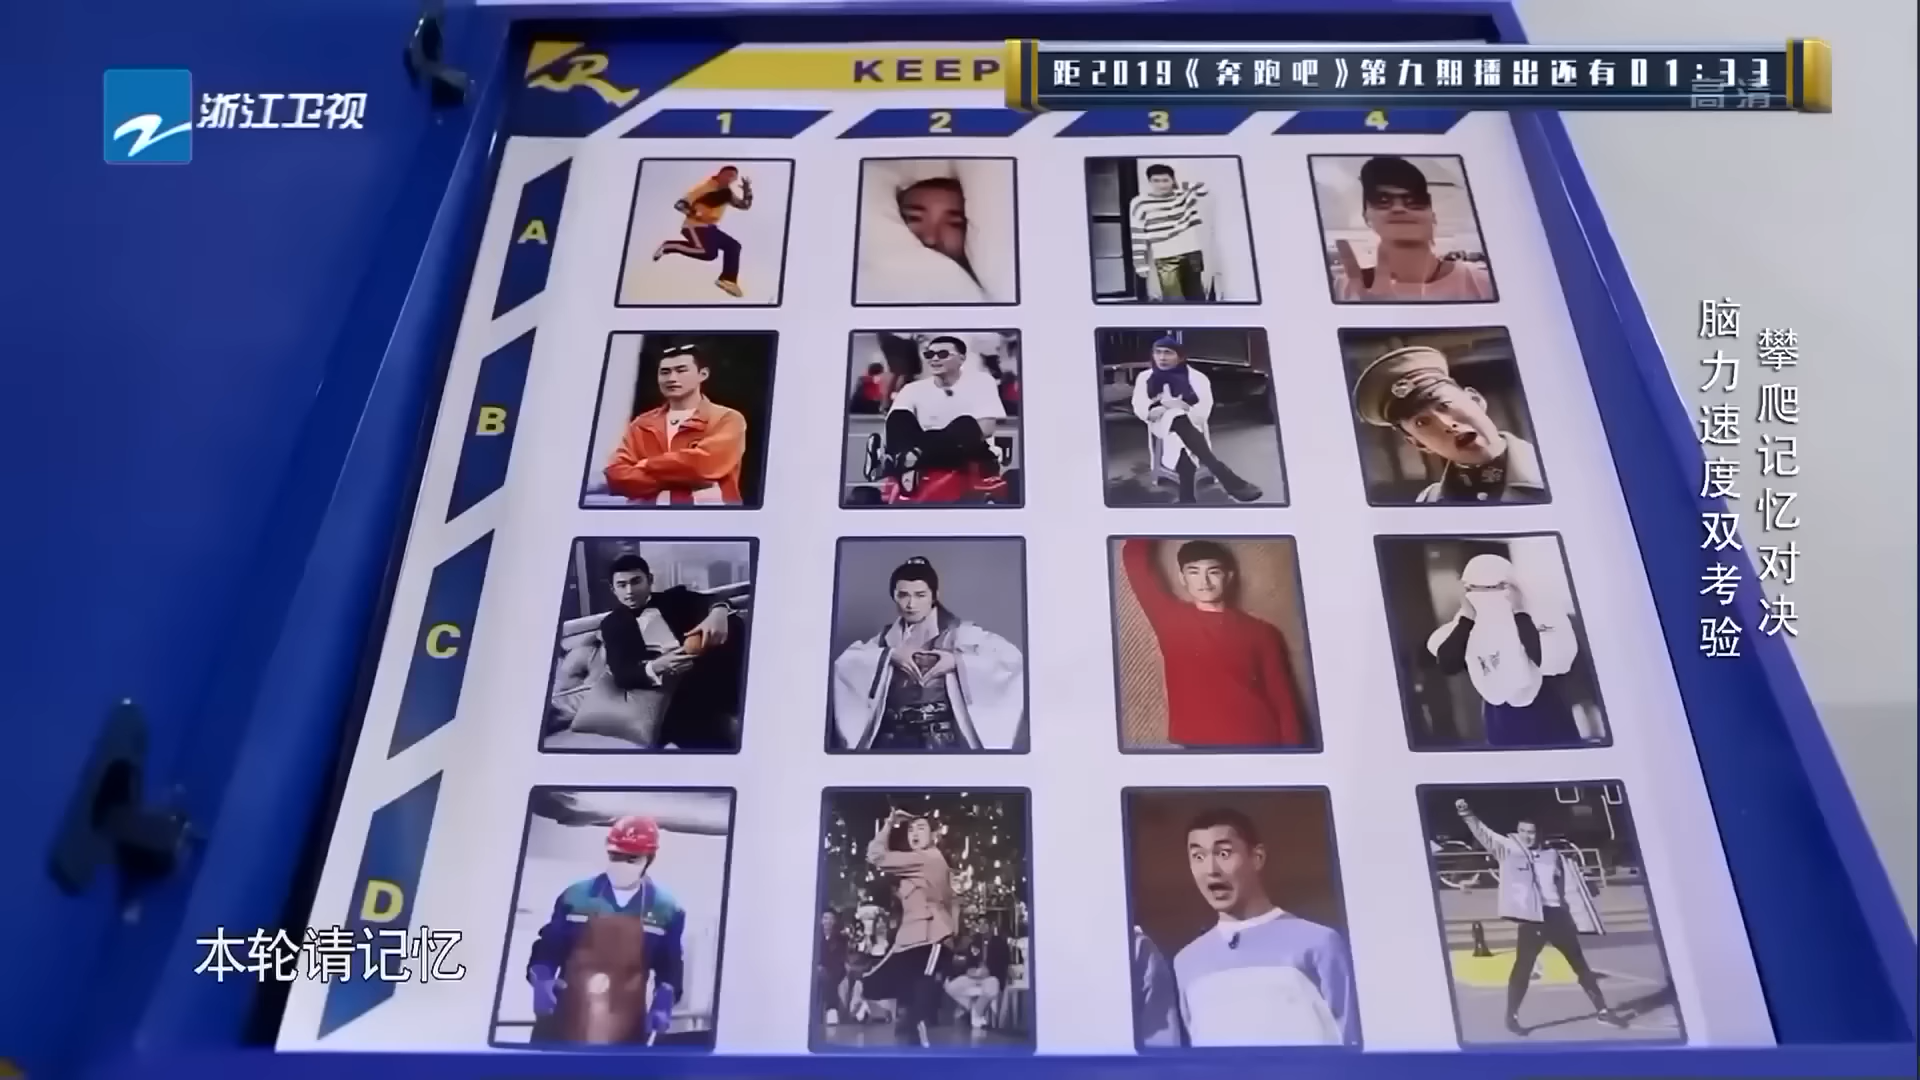 浙江卫视
KEEP
距2019《奔跑吧》第九期播出还有01:33
高清
1 2 3 4
A
B
C
D
攀爬记忆对决
脑力速度双考验
本轮请记忆